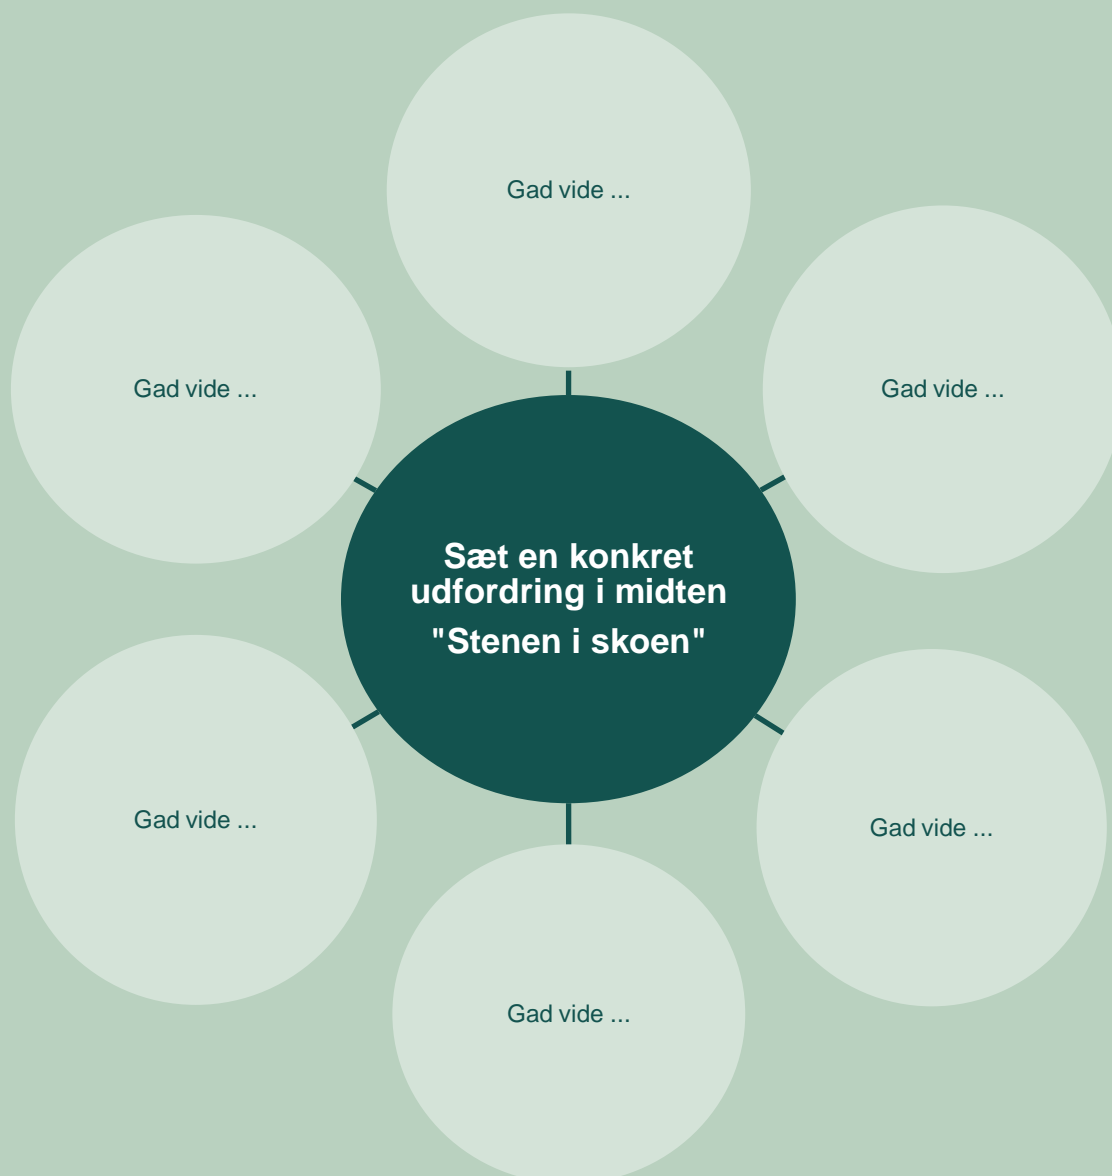 Gad vide ...
Gad vide ...
Gad vide ...
Sæt en konkret
udfordring i midten
"Stenen i skoen"
Gad vide ...
Gad vide ...
Gad vide ...